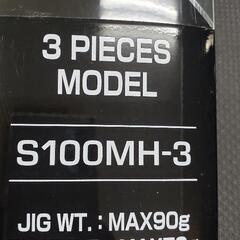 3 PIECES
MODEL
S100MH-3
JIG WT. : MAX90g